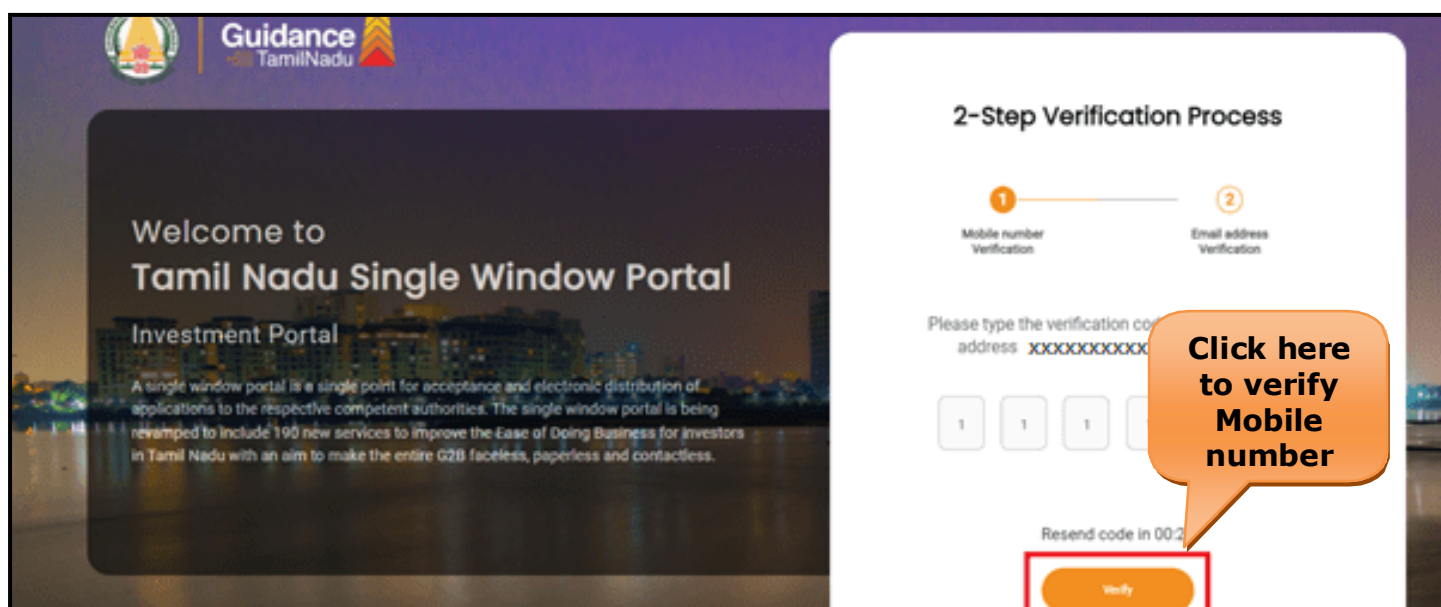 Guidance
TamilNadu
Welcome to
Tamil Nadu Single Window Portal
Investment Portal
A single window portal is a single point for acceptance and electronic distribution of
applications to the respective competent authorities. The single window portal is being
revamped to include 190 new services to improve the Ease of Doing Business for investors
in Tamil Nadu with an aim to make the entire G2B faceless, paperless and contactless.
2-Step Verification Process
1
2
Mobile number
Verification
Email address
Verification
Please type the verification
address XXXXXXXXXX
1 1 1
Resend code in
Verify
Click here
to verify
Mobile
number